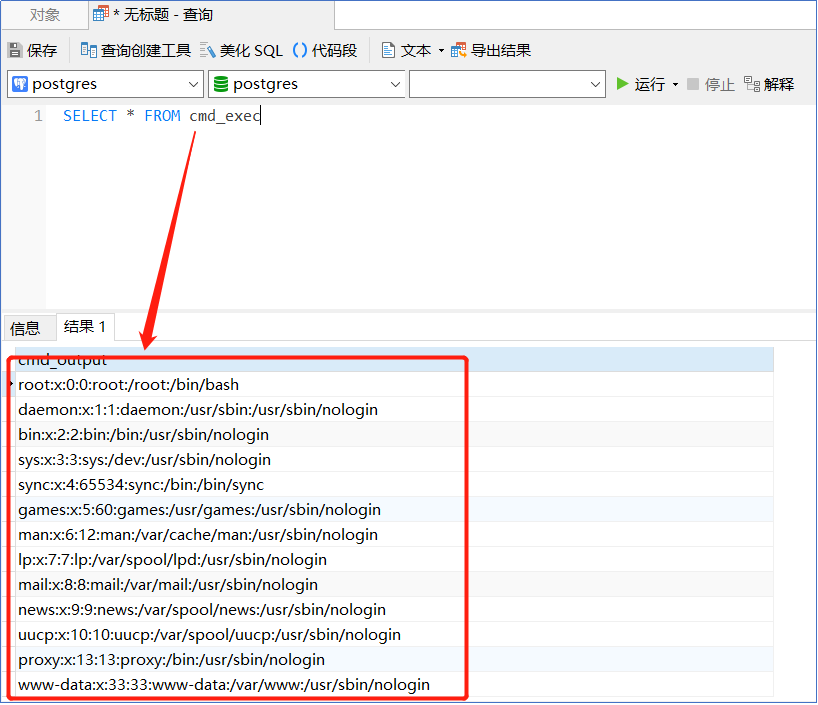 对象 * 无标题 - 查询
保存 查询创建工具 美化 SQL () 代码段 文本 导出结果
postgres postgres 运行 停止 解释
1 SELECT * FROM cmd_exec
信息 结果 1
cmd_output
root:x:0:0:root:/root:/bin/bash
daemon:x:1:1:daemon:/usr/sbin:/usr/sbin/nologin
bin:x:2:2:bin:/bin:/usr/sbin/nologin
sys:x:3:3:sys:/dev:/usr/sbin/nologin
sync:x:4:65534:sync:/bin:/bin/sync
games:x:5:60:games:/usr/games:/usr/sbin/nologin
man:x:6:12:man:/var/cache/man:/usr/sbin/nologin
lp:x:7:7:lp:/var/spool/lpd:/usr/sbin/nologin
mail:x:8:8:mail:/var/mail:/usr/sbin/nologin
news:x:9:9:news:/var/spool/news:/usr/sbin/nologin
uucp:x:10:10:uucp:/var/spool/uucp:/usr/sbin/nologin
proxy:x:13:13:proxy:/bin:/usr/sbin/nologin
www-data:x:33:33:www-data:/var/www:/usr/sbin/nologin